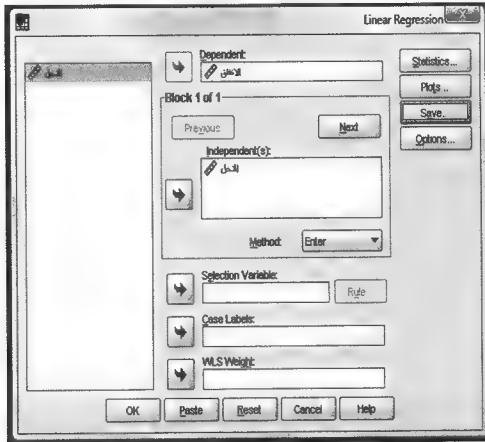 Linear Regression
Dependent:
الانفاق
Statistics...
Plots...
Save...
Options...
Block 1 of 1
Previous
Next
Independent(s):
الدخل
Method:
Enter
Selection Variable:
Rule
Case Labels:
WLS Weight:
OK
Paste
Reset
Cancel
Help